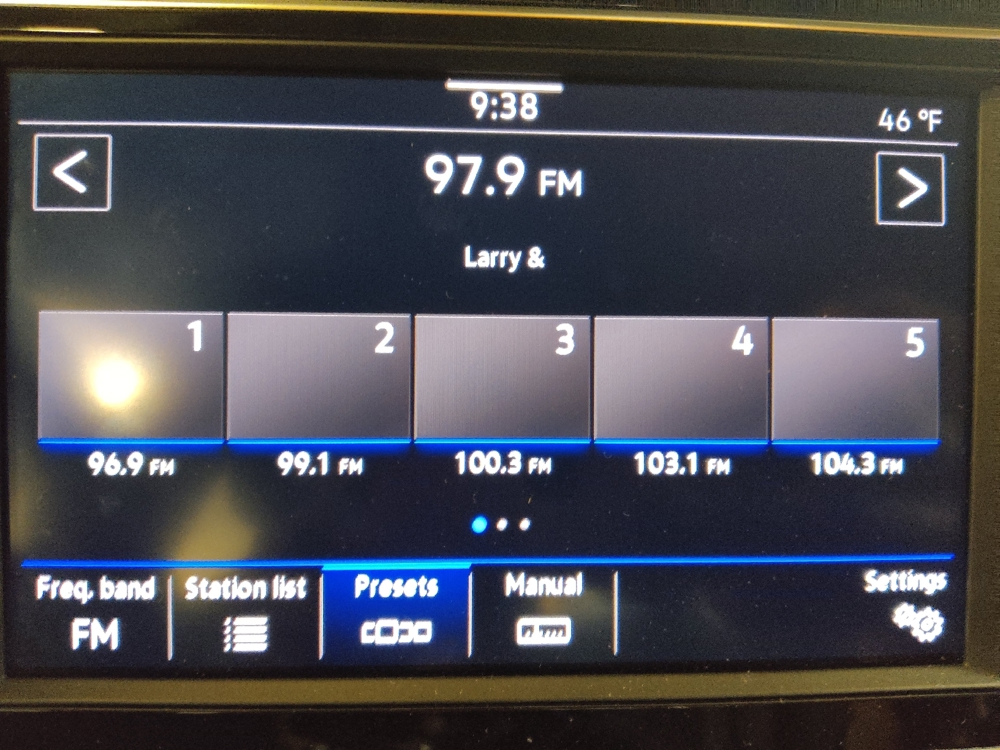 9:38
46 °F
<
97.9 FM
>
Larry &
1 2 3 4 5
96.9 FM 99.1 FM 100.3 FM 103.1 FM 104.3 FM
Freq. band Station list Presets Manual Settings
FM